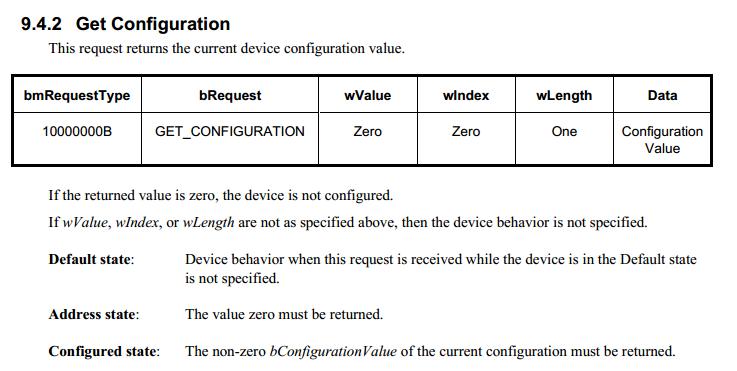 9.4.2 Get Configuration
This request returns the current device configuration value.
bmRequestType bRequest wValue wIndex wLength Data
10000000B GET_CONFIGURATION Zero Zero One Configuration
Value
If the returned value is zero, the device is not configured.
If wValue, wIndex, or wLength are not as specified above, then the device behavior is not specified.
Default state: Device behavior when this request is received while the device is in the Default state
is not specified.
Address state: The value zero must be returned.
Configured state: The non-zero bConfigurationValue of the current configuration must be returned.